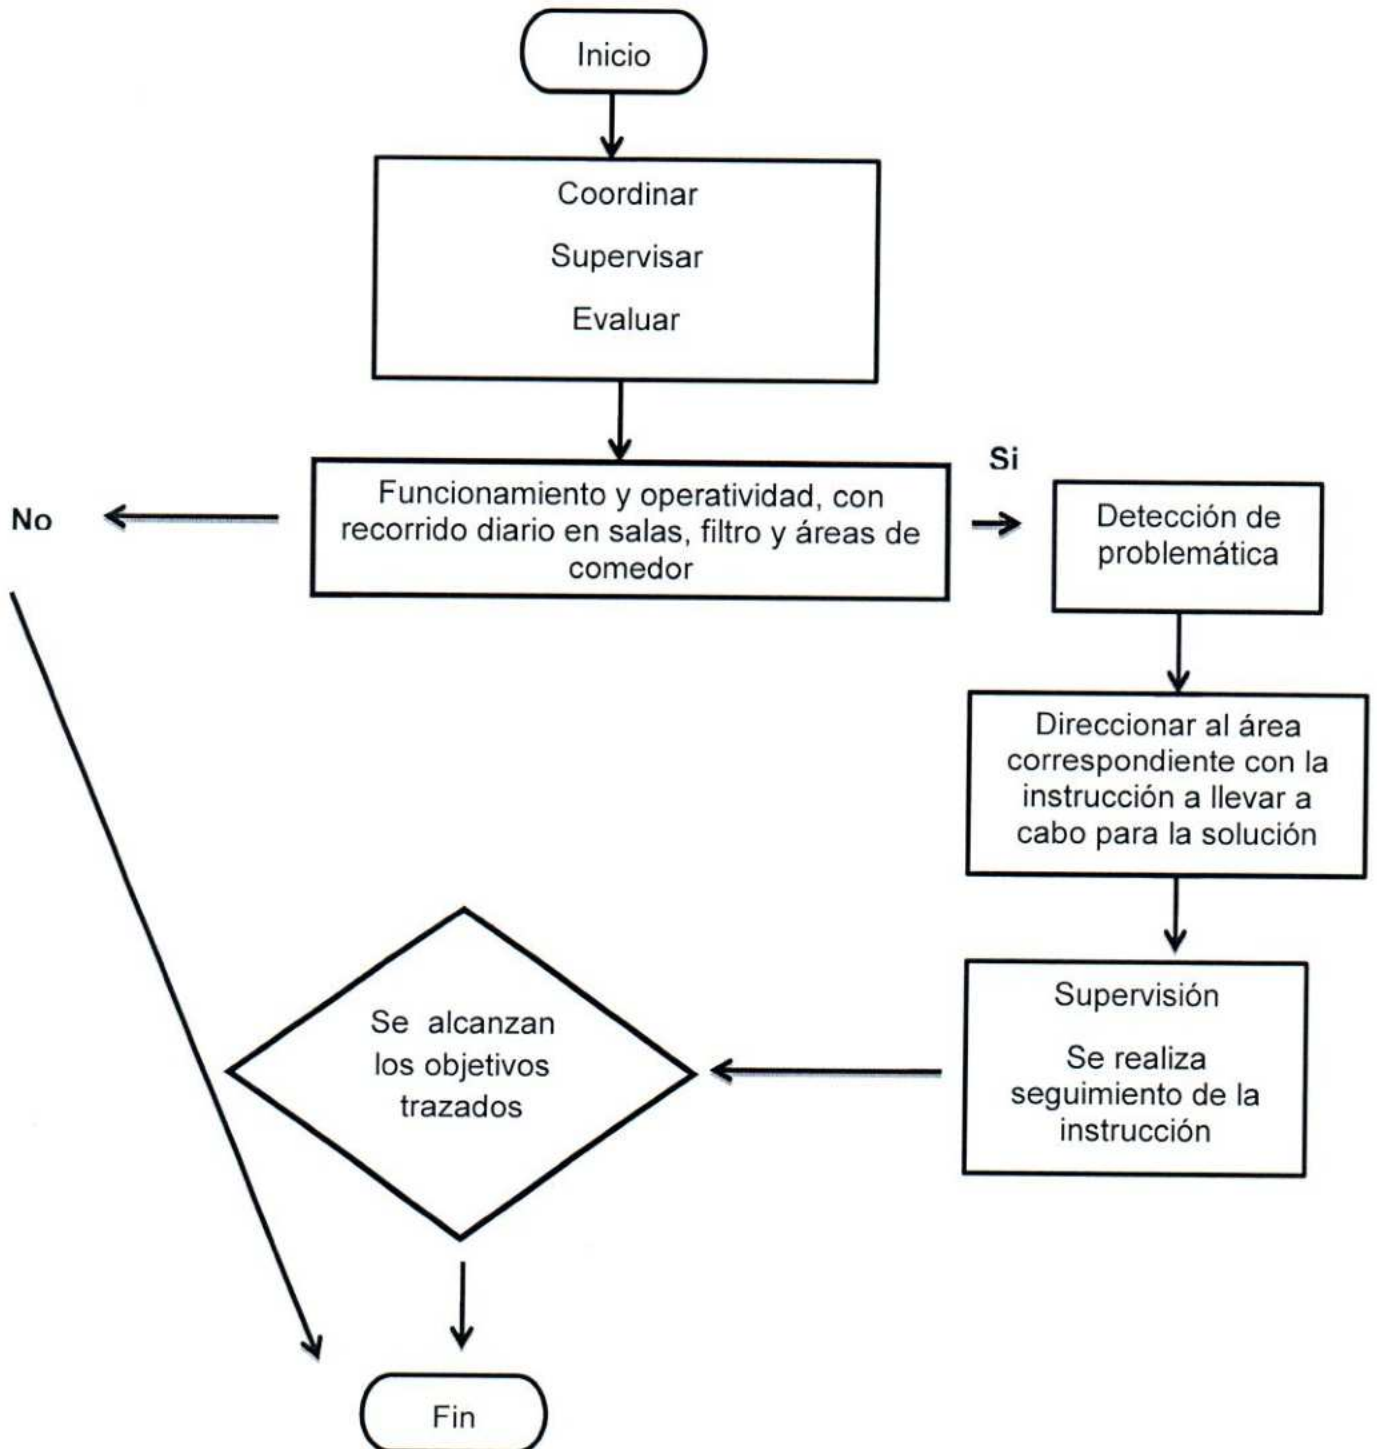 Inicio
Coordinar
Supervisar
Evaluar
Si
Funcionamiento y operatividad, con
recorrido diario en salas, filtro y áreas de
comedor
No
Detección de
problemática
Direccionar al área
correspondiente con la
instrucción a llevar a
cabo para la solución
Supervisión
Se realiza
seguimiento de la
instrucción
Se alcanzan
los objetivos
trazados
Fin